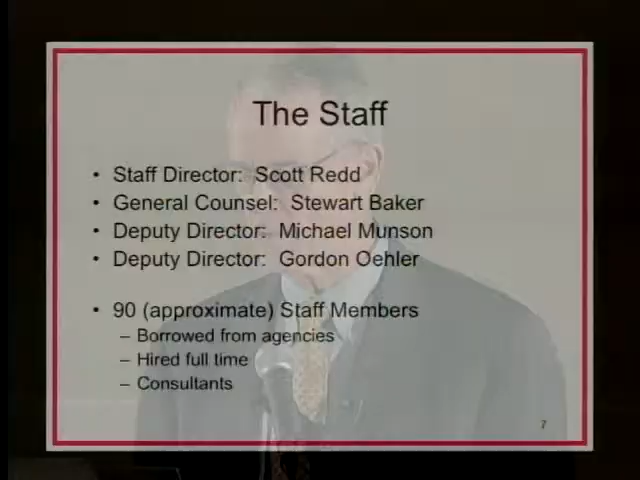 The Staff
• Staff Director: Scott Redd
• General Counsel: Stewart Baker
• Deputy Director: Michael Munson
• Deputy Director: Gordon Oehler
• 90 (approximate) Staff Members
– Borrowed from agencies
– Hired full time
– Consultants
7